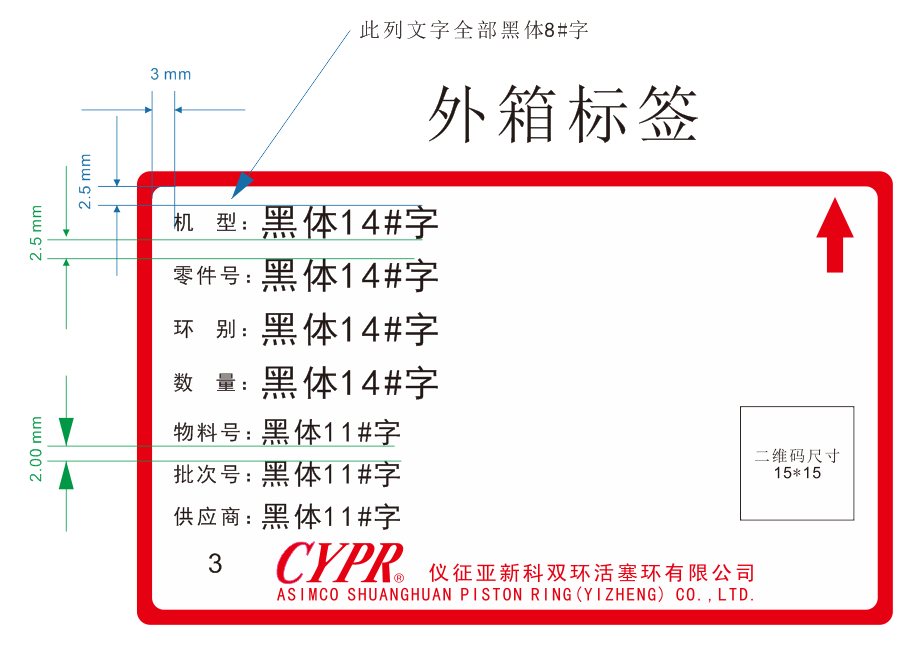 此列文字全部黑体8#字
3 mm
外箱标签
2.5 mm
2.5 mm
机 型：黑体14#字
零件号：黑体14#字
环 别：黑体14#字
数 量：黑体14#字
2.00 mm
物料号：黑体11#字
批次号：黑体11#字
供应商：黑体11#字
二维码尺寸
15*15
3
CYPR® 仪征亚新科双环活塞环有限公司
ASIMCO SHUANGHUAN PISTON RING(YIZHENG) CO.,LTD.